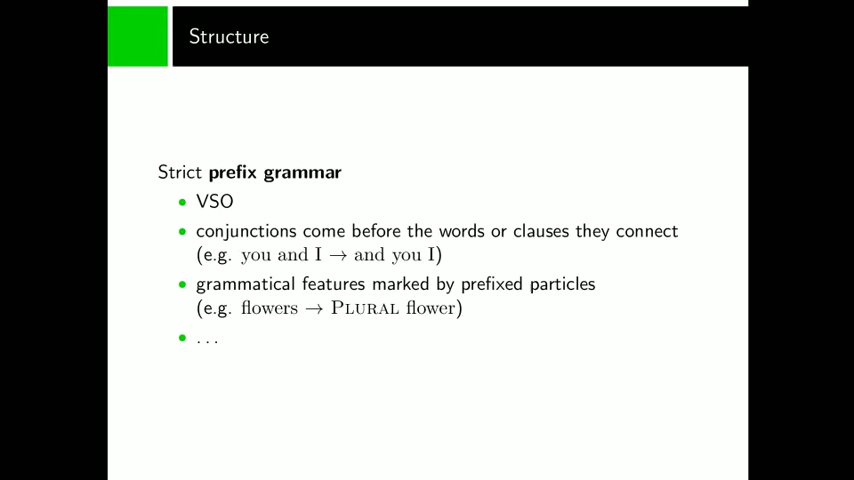 Structure
Strict prefix grammar
• VSO
• conjunctions come before the words or clauses they connect
(e.g. you and I → and you I)
• grammatical features marked by prefixed particles
(e.g. flowers → PLURAL flower)
• . . .